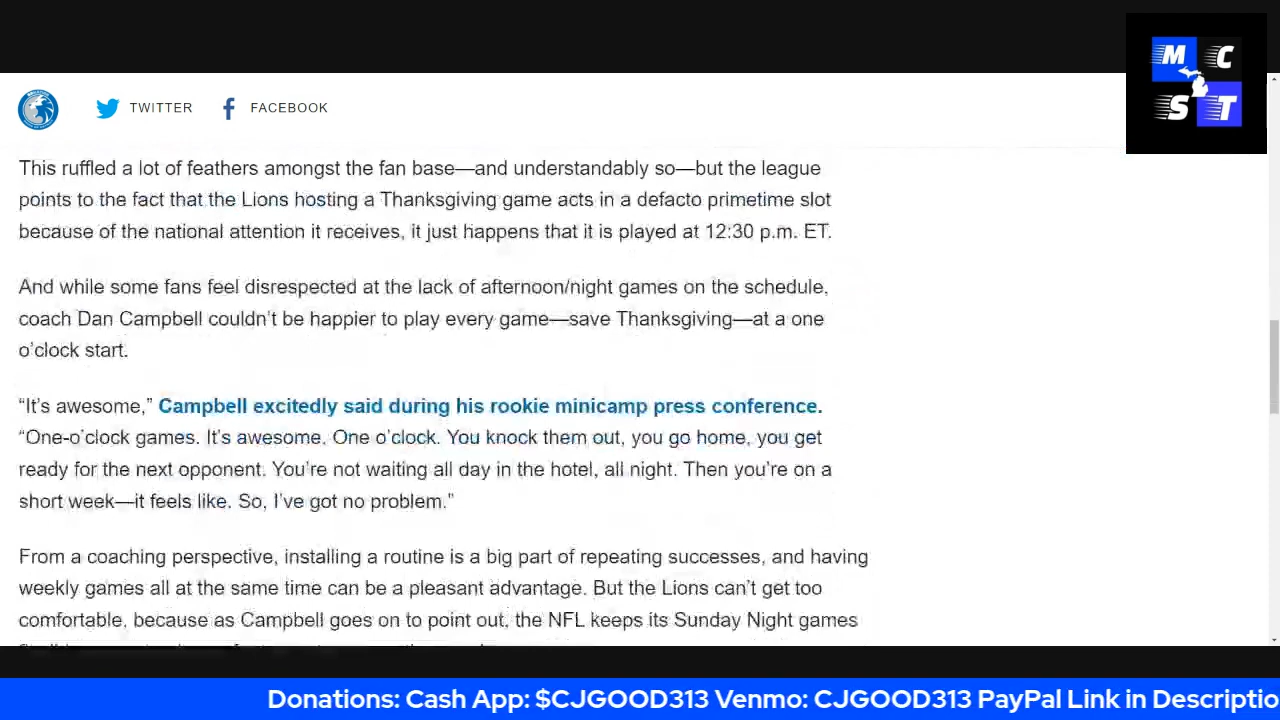 M C
S T
TWITTER FACEBOOK
This ruffled a lot of feathers amongst the fan base—and understandably so—but the league
points to the fact that the Lions hosting a Thanksgiving game acts in a defacto primetime slot
because of the national attention it receives, it just happens that it is played at 12:30 p.m. ET.
And while some fans feel disrespected at the lack of afternoon/night games on the schedule,
coach Dan Campbell couldn’t be happier to play every game—save Thanksgiving—at a one
o’clock start.
“It’s awesome,” Campbell excitedly said during his rookie minicamp press conference.
“One-o’clock games. It’s awesome. One o’clock. You knock them out, you go home, you get
ready for the next opponent. You’re not waiting all day in the hotel, all night. Then you’re on a
short week—it feels like. So, I’ve got no problem.”
From a coaching perspective, installing a routine is a big part of repeating successes, and having
weekly games all at the same time can be a pleasant advantage. But the Lions can’t get too
comfortable, because as Campbell goes on to point out, the NFL keeps its Sunday Night games
Donations: Cash App: $CJGOOD313 Venmo: CJGOOD313 PayPal Link in Descriptio